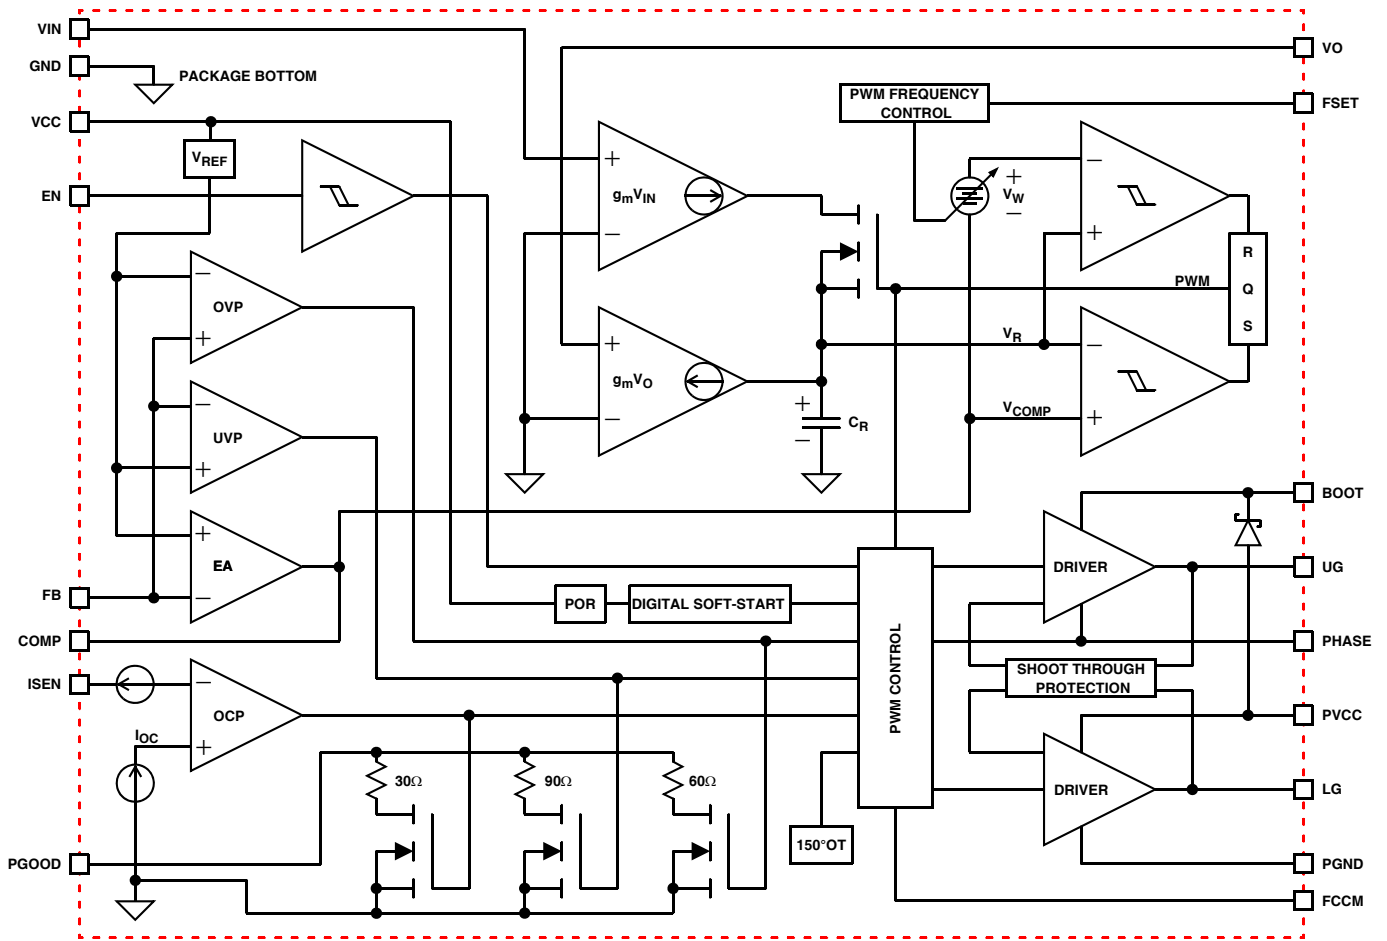 VIN
VO
GND
PACKAGE BOTTOM
PWM FREQUENCY
CONTROL
FSET
VCC
VREF
+
−
gmVIN
+
VW
−
EN
−
+
R
Q
S
PWM
−
OVP
+
+
gmVO
−
VR
−
VCOMP
+
+
−
CR
−
UVP
+
BOOT
+
EA
−
DRIVER
UG
FB
POR
DIGITAL SOFT-START
COMP
PHASE
PWM CONTROL
SHOOT THROUGH
PROTECTION
ISEN
−
OCP
+
IOC
PVCC
30Ω
90Ω
60Ω
DRIVER
LG
150°OT
PGOOD
PGND
FCCM